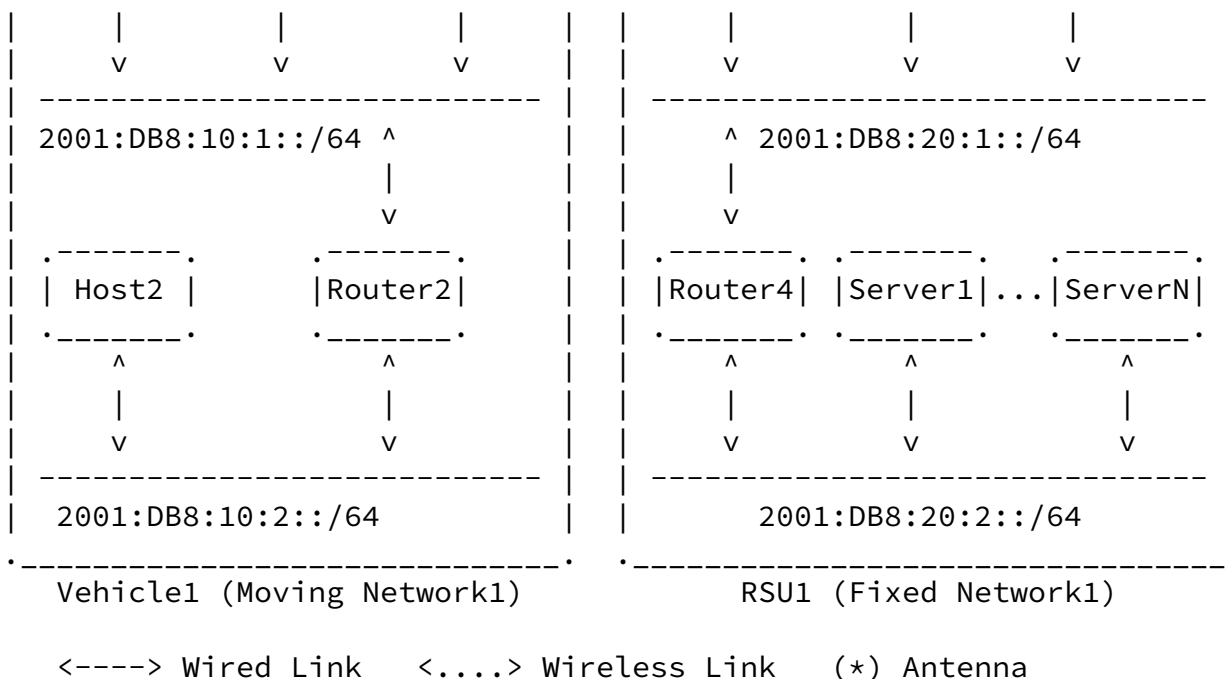 2001:DB8:10:1::/64 2001:DB8:20:1::/64
Host2 Router2 Router4 Server1 ... ServerN
2001:DB8:10:2::/64 2001:DB8:20:2::/64
Vehicle1 (Moving Network1) RSU1 (Fixed Network1)
<----> Wired Link <....> Wireless Link (*) Antenna